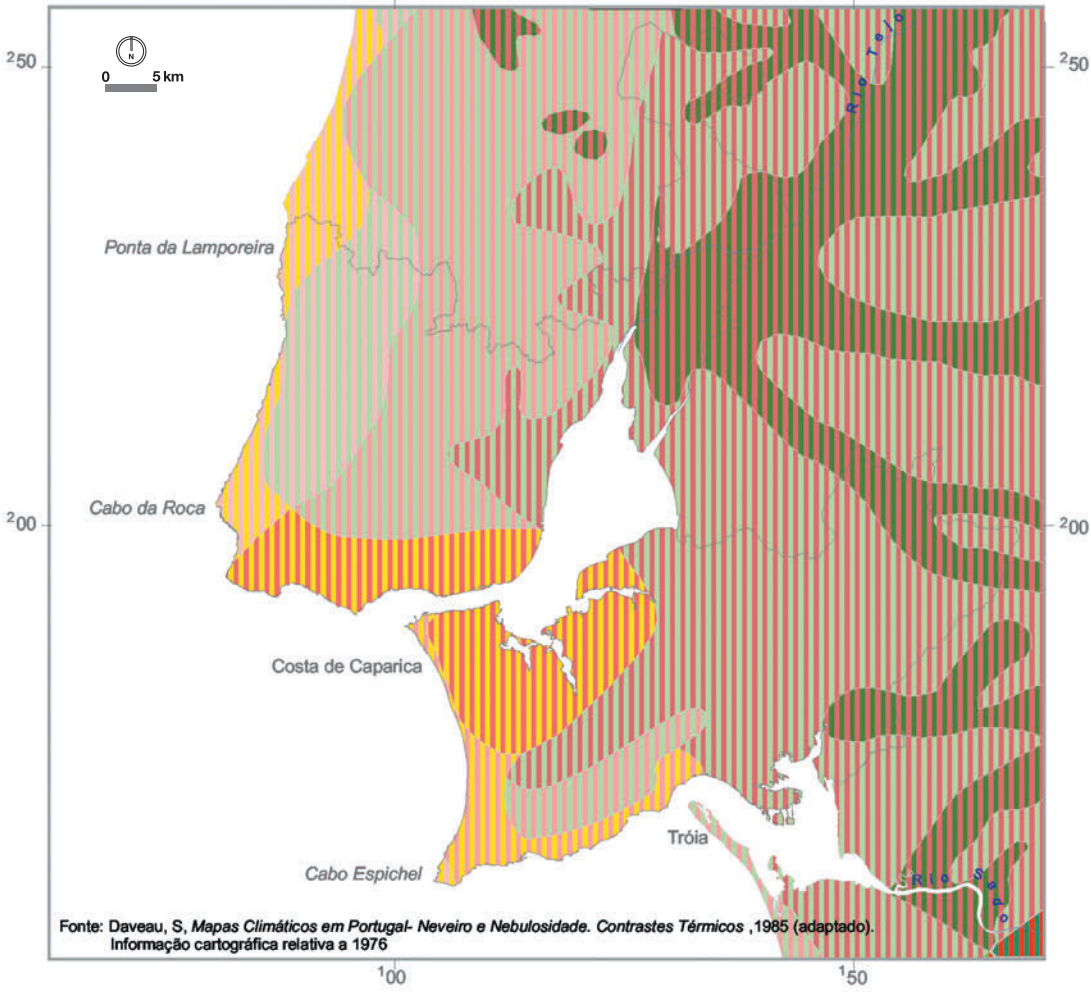 250
250
N
0 5 km
Rio Tejo
Ponta da Lamporeira
Cabo da Roca
200
200
Costa de Caparica
Tróia
Cabo Espichel
Rio Sado
Fonte: Daveau, S, Mapas Climáticos em Portugal- Neveiro e Nebulosidade. Contrastes Térmicos ,1985 (adaptado).
Informação cartográfica relativa a 1976
100
150